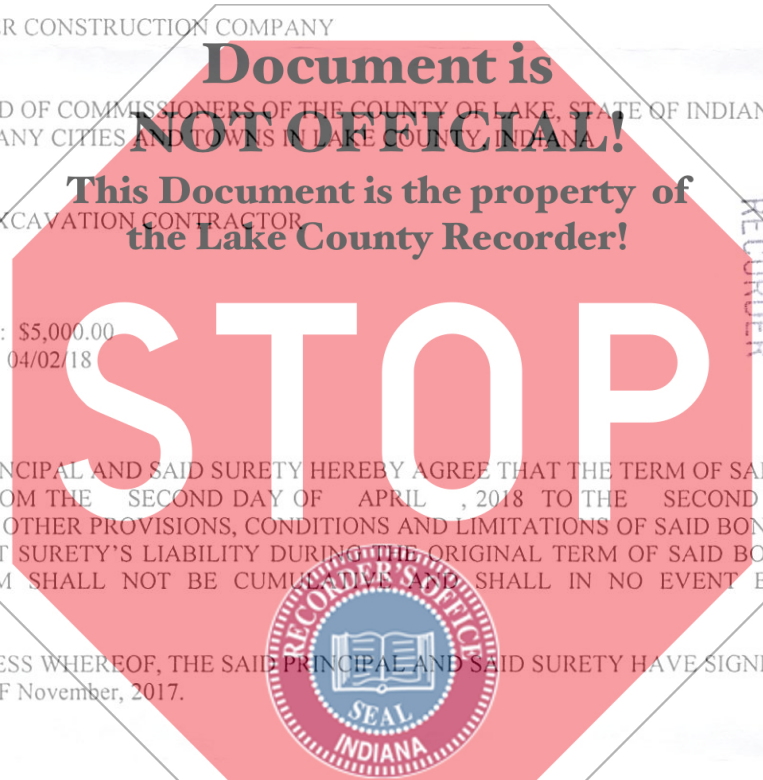 R CONSTRUCTION COMPANY
Document is
D OF COMMISSIONERS OF THE COUNTY OF LAKE, STATE OF INDIAN
ANY CITIES AND TOWNS IN LAKE COUNTY, INDIANA
NOT OFFICIAL!
This Document is the property of
XCAVATION CONTRACTOR
the Lake County Recorder!
RECORDER
: $5,000.00
04/02/18
STOP
NCIPAL AND SAID SURETY HEREBY AGREE THAT THE TERM OF SAI
OM THE SECOND DAY OF APRIL , 2018 TO THE SECOND
OTHER PROVISIONS, CONDITIONS AND LIMITATIONS OF SAID BON
T SURETY'S LIABILITY DURING THE ORIGINAL TERM OF SAID BO
M SHALL NOT BE CUMULATIVE AND SHALL IN NO EVENT E
RECORDER'S OFFICE
SEAL
INDIANA
ESS WHEREOF, THE SAID PRINCIPAL AND SAID SURETY HAVE SIGNE
F November, 2017.